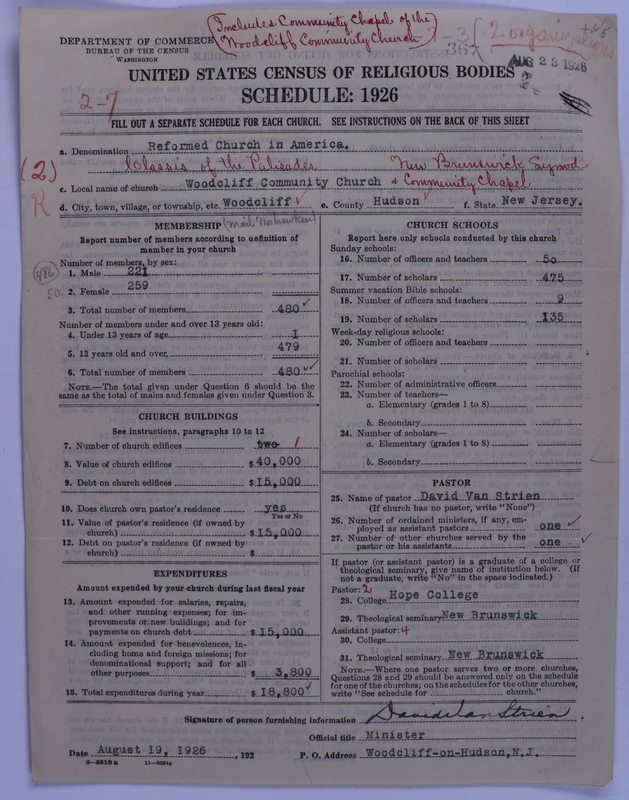 Includes Community Chapel of the
Woodcliff Community Church
7-3
367
2 organiz
DEPARTMENT OF COMMERCE
BUREAU OF THE CENSUS
WASHINGTON
AUG 23 1926
UNITED STATES CENSUS OF RELIGIOUS BODIES
SCHEDULE: 1926
2-7
FILL OUT A SEPARATE SCHEDULE FOR EACH CHURCH. SEE INSTRUCTIONS ON THE BACK OF THIS SHEET
a. Denomination Reformed Church in America.
(2) Classis of the Palisades New Brunswick Synod
c. Local name of church Woodcliff Community Church & Community Chapel
R
d. City, town, village, or township, etc. Woodcliff e. County Hudson f. State New Jersey.
(Mail Weehawken)
MEMBERSHIP
Report number of members according to definition of
member in your church
Number of members, by sex:
(486)
1. Male 221
50
2. Female 259
3. Total number of members 480
Number of members under and over 13 years old:
4. Under 13 years of age 1
5. 13 years old and over 479
6. Total number of members 480
NOTE.—The total given under Question 6 should be the
same as the total of males and females given under Question 3.
CHURCH BUILDINGS
See instructions, paragraphs 10 to 12
7. Number of church edifices two 1
8. Value of church edifices $40,000
9. Debt on church edifices $15,000
10. Does church own pastor's residence yes
Yes or No
11. Value of pastor's residence (if owned by
church) $15,000
12. Debt on pastor's residence (if owned by
church) $
EXPENDITURES
Amount expended by your church during last fiscal year
13. Amount expended for salaries, repairs,
and other running expenses; for im-
provements or new buildings; and for
payments on church debt $15,000
14. Amount expended for benevolences, in-
cluding home and foreign missions; for
denominational support; and for all
other purposes $ 3,800
15. Total expenditures during year $18,800
CHURCH SCHOOLS
Report here only schools conducted by this church
Sunday schools:
16. Number of officers and teachers 50
17. Number of scholars 475
Summer vacation Bible schools:
18. Number of officers and teachers 9
19. Number of scholars 135
Week-day religious schools:
20. Number of officers and teachers
21. Number of scholars
Parochial schools:
22. Number of administrative officers
23. Number of teachers—
a. Elementary (grades 1 to 8)
b. Secondary
24. Number of scholars—
a. Elementary (grades 1 to 8)
b. Secondary
PASTOR
25. Name of pastor David Van Strien
(If church has no pastor, write "None")
26. Number of ordained ministers, if any, em-
ployed as assistant pastors one
27. Number of other churches served by the
pastor or his assistants one
If pastor (or assistant pastor) is a graduate of a college or
theological seminary, give name of institution below. (If
not a graduate, write "No" in the space indicated.)
Pastor: 2
28. College Hope College
29. Theological seminary New Brunswick
Assistant pastor: 4
30. College
31. Theological seminary New Brunswick
NOTE.—Where one pastor serves two or more churches,
Questions 28 and 29 should be answered only on the schedule
for one of the churches; on the schedules for the other churches,
write "See schedule for church."
Signature of person furnishing information David Van Strien
Official title Minister
Date August 19, 1926, 192 P. O. Address Woodcliff-on-Hudson, N.J.